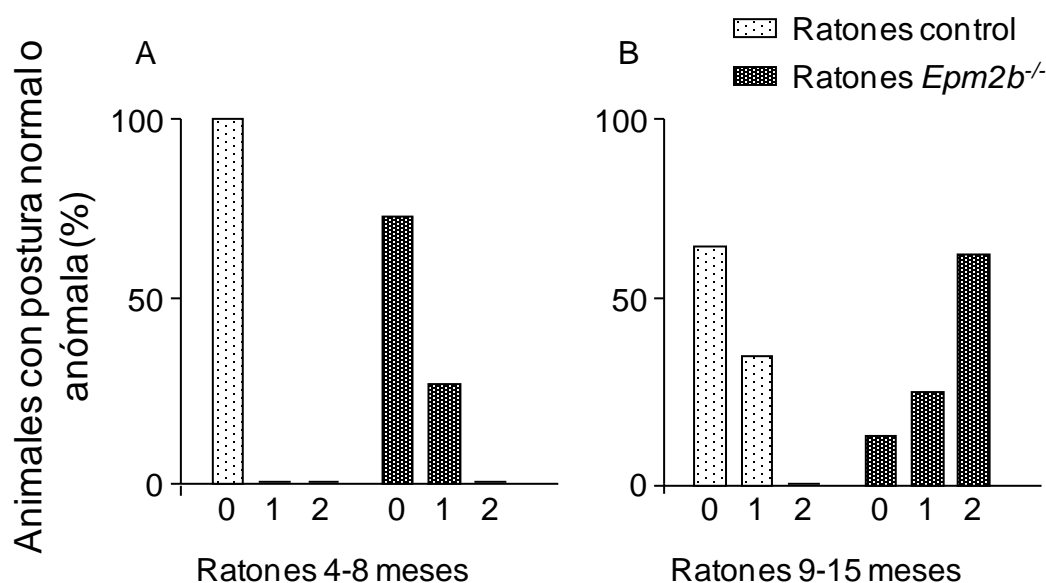 Ratones control
Ratones Epm2b-/-
A
B
Animales con postura normal o
anómala (%)
100
50
0
0 1 2 0 1 2
Ratones 4-8 meses
100
50
0
0 1 2 0 1 2
Ratones 9-15 meses